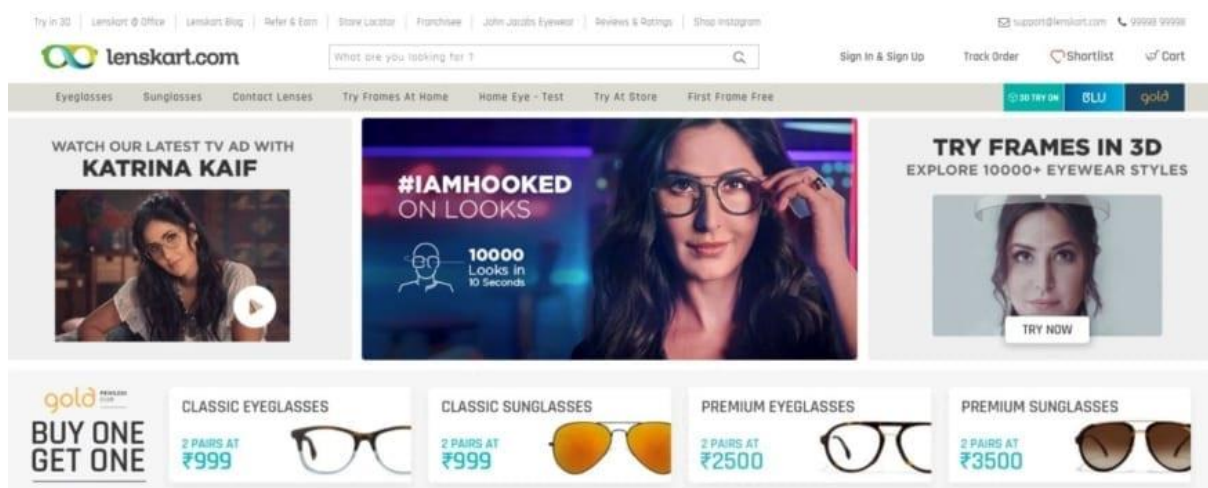 Try in 3D | Lenskart @ Office | Lenskart Blog | Refer & Earn | Store Locator | Franchisee | John Jacobs Eyewear | Reviews & Ratings | Shop Instagram
support@lenskart.com 99998 99998
lenskart.com
What are you looking for ?
Sign In & Sign Up
Track Order
Shortlist
Cart
Eyeglasses Sunglasses Contact Lenses Try Frames At Home Home Eye - Test Try At Store First Frame Free
3D TRY ON BLU gold
WATCH OUR LATEST TV AD WITH
KATRINA KAIF
#IAMHOOKED
ON LOOKS
10000
Looks in
10 Seconds
TRY FRAMES IN 3D
EXPLORE 10000+ EYEWEAR STYLES
TRY NOW
gold
BUY ONE
GET ONE
CLASSIC EYEGLASSES
2 PAIRS AT
₹999
CLASSIC SUNGLASSES
2 PAIRS AT
₹999
PREMIUM EYEGLASSES
2 PAIRS AT
₹2500
PREMIUM SUNGLASSES
2 PAIRS AT
₹3500